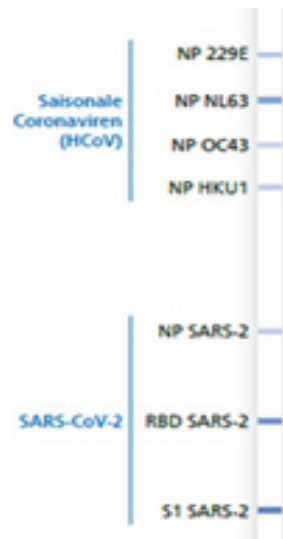 NP 229E
Saisonale
Coronaviren
(HCoV)
NP NL63
NP OC43
NP HKU1
NP SARS-2
SARS-CoV-2
RBD SARS-2
S1 SARS-2